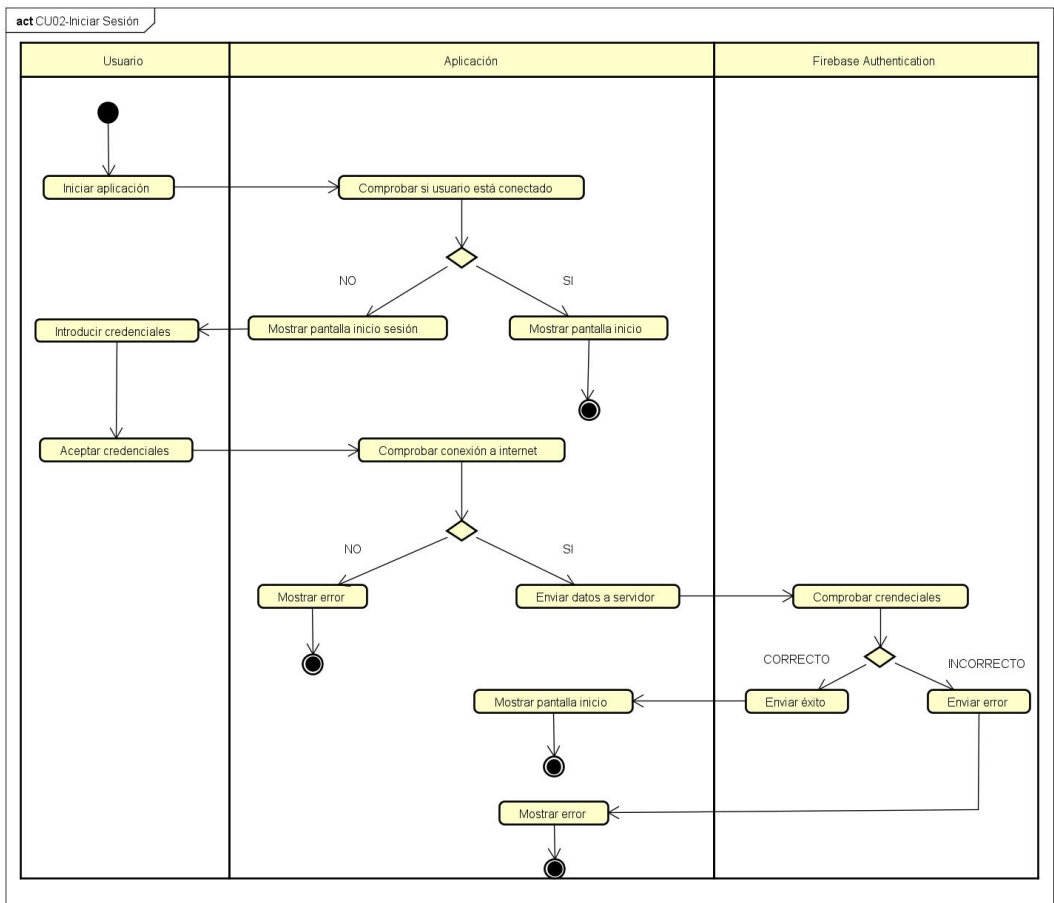 act CU02-Iniciar Sesión
Usuario
Aplicación
Firebase Authentication
Iniciar aplicación
Comprobar si usuario está conectado
NO
SI
Introducir credenciales
Mostrar pantalla inicio sesión
Mostrar pantalla inicio
Aceptar credenciales
Comprobar conexión a internet
NO
SI
Mostrar error
Enviar datos a servidor
Comprobar crendeciales
CORRECTO
INCORRECTO
Mostrar pantalla inicio
Enviar éxito
Enviar error
Mostrar error